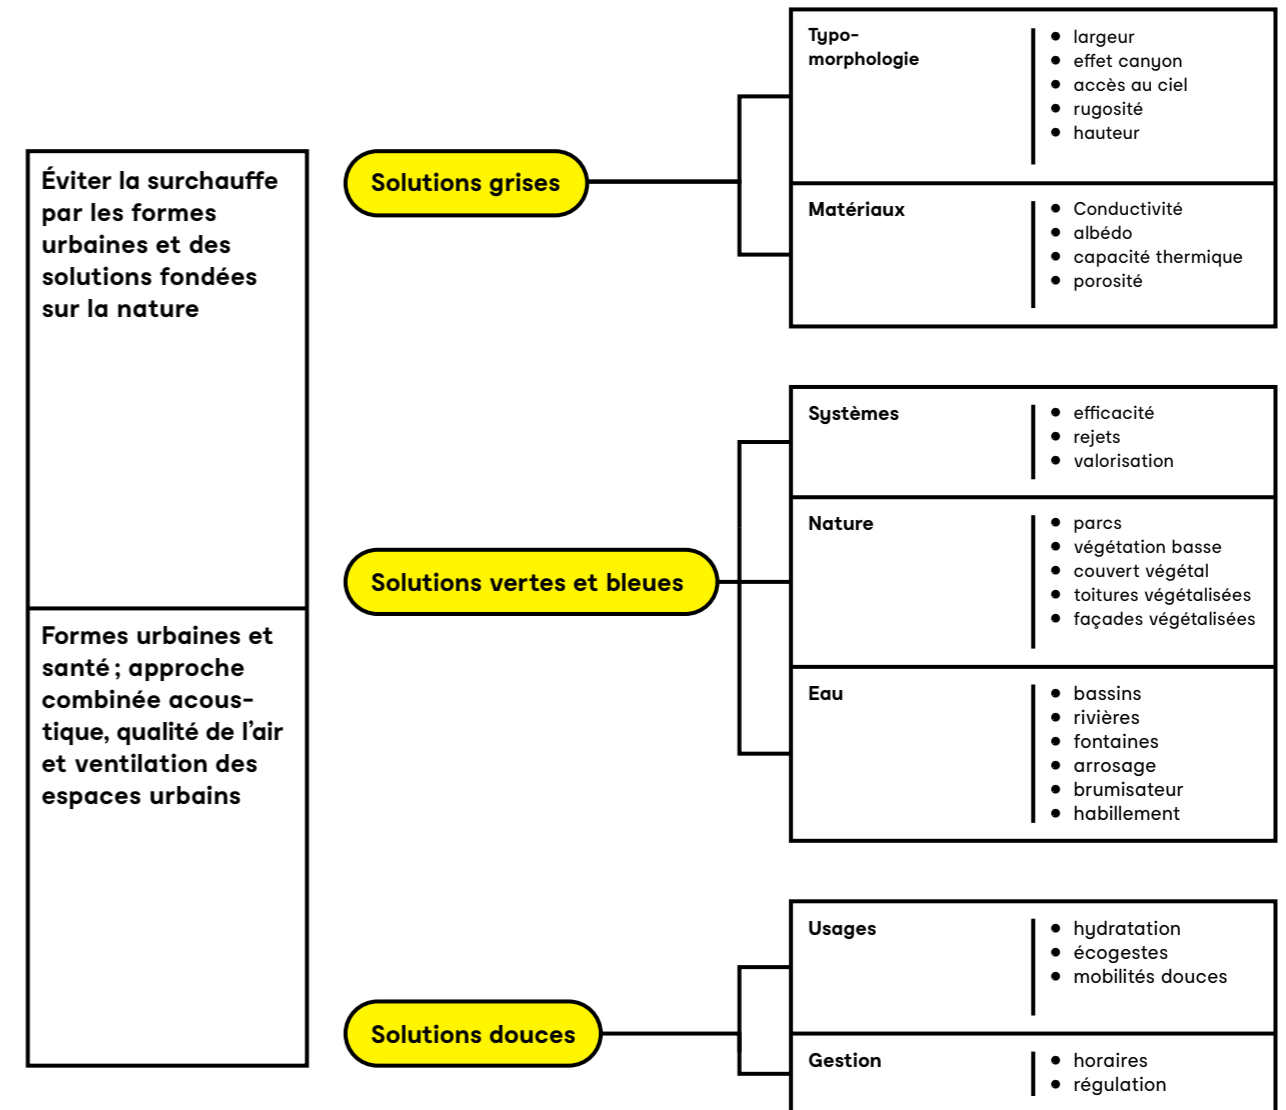 Éviter la surchauffe
par les formes
urbaines et des
solutions fondées
sur la nature
Formes urbaines et
santé ; approche
combinée acous-
tique, qualité de l’air
et ventilation des
espaces urbains
Solutions grises
Typo-
morphologie
• largeur
• effet canyon
• accès au ciel
• rugosité
• hauteur
Matériaux
• Conductivité
• albédo
• capacité thermique
• porosité
Solutions vertes et bleues
Systèmes
• efficacité
• rejets
• valorisation
Nature
• parcs
• végétation basse
• couvert végétal
• toitures végétalisées
• façades végétalisées
Eau
• bassins
• rivières
• fontaines
• arrosage
• brumisateur
• habillement
Solutions douces
Usages
• hydratation
• écogestes
• mobilités douces
Gestion
• horaires
• régulation